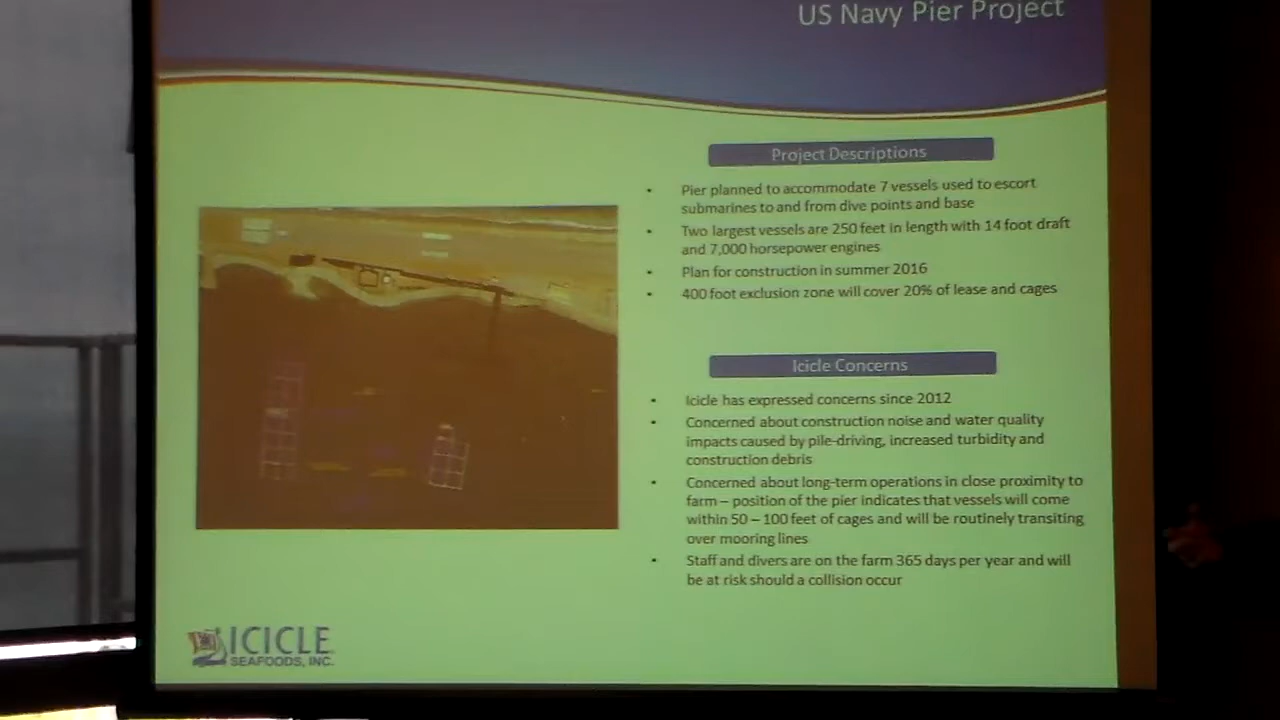 US Navy Pier Project
Project Descriptions
• Pier planned to accommodate 7 vessels used to escort
submarines to and from dive points and base
• Two largest vessels are 250 feet in length with 14 foot draft
and 7,000 horsepower engines
• Plan for construction in summer 2016
• 400 foot exclusion zone will cover 20% of lease and cages
Icicle Concerns
• Icicle has expressed concerns since 2012
• Concerned about construction noise and water quality
impacts caused by pile-driving, increased turbidity and
construction debris
• Concerned about long-term operations in close proximity to
farm – position of the pier indicates that vessels will come
within 50 – 100 feet of cages and will be routinely transiting
over mooring lines
• Staff and divers are on the farm 365 days per year and will
be at risk should a collision occur
ICICLE
SEAFOODS, INC.